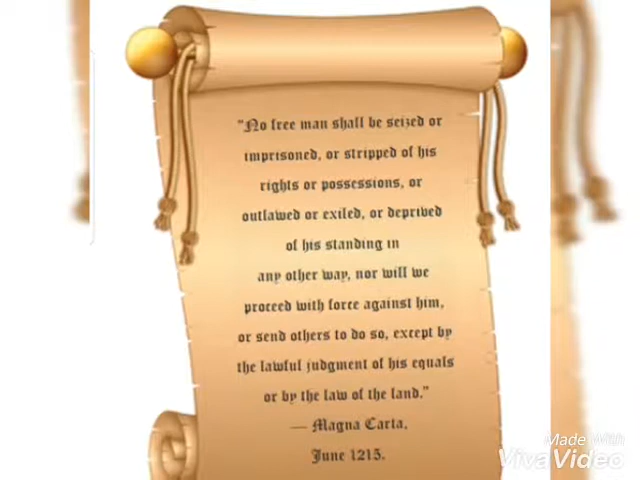 "No free man shall be seized or
imprisoned, or stripped of his
rights or possessions, or
outlawed or exiled, or deprived
of his standing in
any other way, nor will we
proceed with force against him,
or send others to do so, except by
the lawful judgment of his equals
or by the law of the land."
— Magna Carta,
June 1215.
Made With
VivaVideo